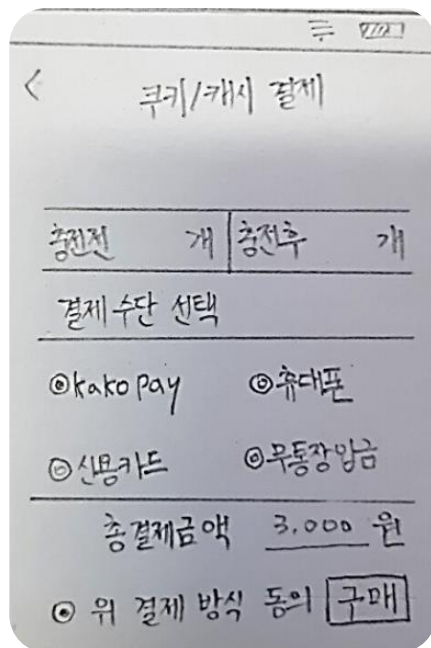 쿠키/캐시 결제
충전전 개 충전후 개
결제 수단 선택
kako pay 휴대폰
신용카드 무통장입금
총결제금액 3,000 원
위 결제 방식 동의 구매